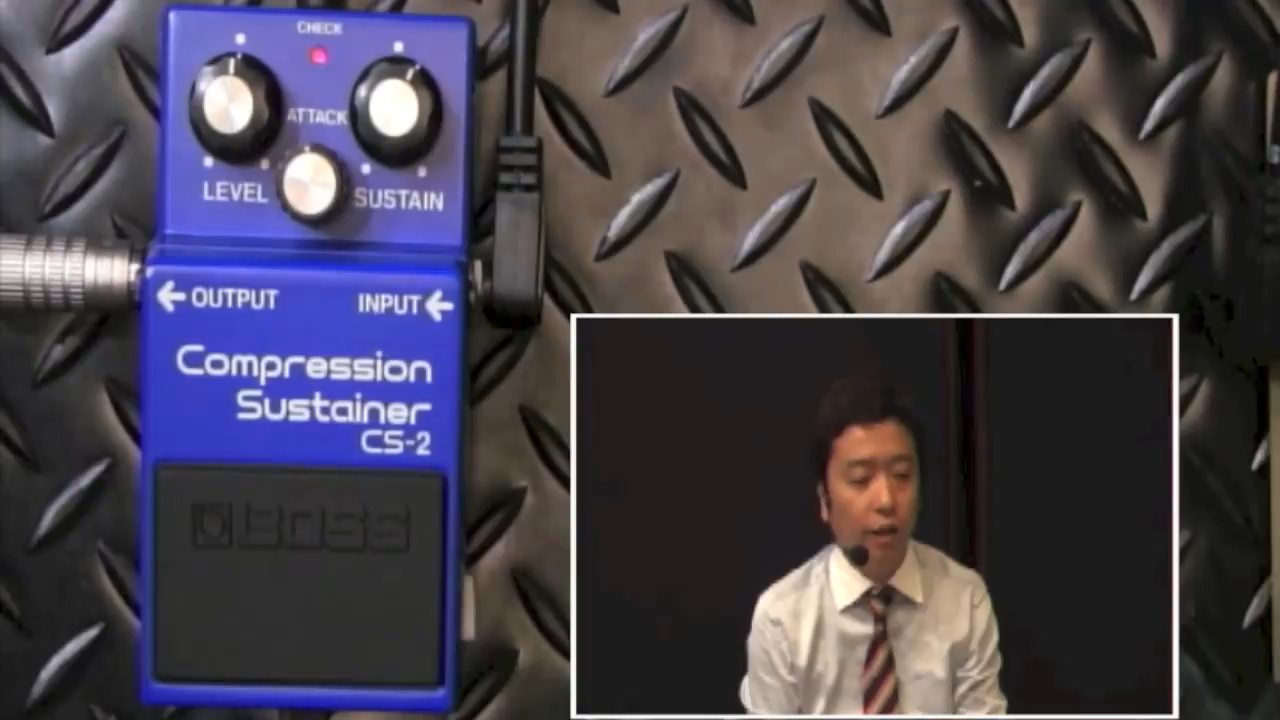 CHECK
ATTACK
LEVEL
SUSTAIN
← OUTPUT
INPUT ←
Compression
Sustainer
CS-2
BOSS